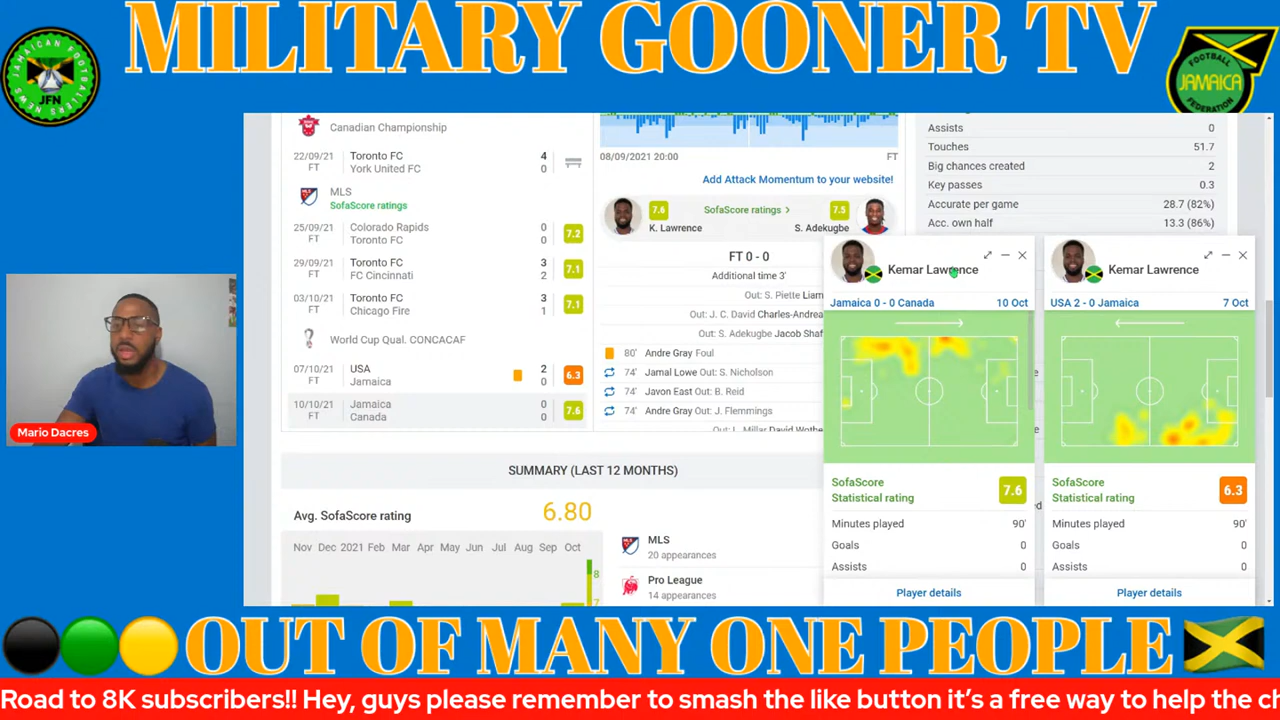 MILITARY GOONER TV
JAMAICAN FOOTBALLERS NEWS
JFN
FOOTBALL
JAMAICA
FEDERATION
Canadian Championship
22/09/21 Toronto FC 4
FT York United FC 0
MLS
SofaScore ratings
25/09/21 Colorado Rapids 0 7.2
FT Toronto FC 0
29/09/21 Toronto FC 3 7.1
FT FC Cincinnati 2
03/10/21 Toronto FC 3 7.1
FT Chicago Fire 1
World Cup Qual. CONCACAF
07/10/21 USA 2 6.3
FT Jamaica 0
10/10/21 Jamaica 0 7.6
FT Canada 0
08/09/2021 20:00 FT
Add Attack Momentum to your website!
7.6 SofaScore ratings > 7.5
K. Lawrence S. Adekugbe
FT 0 - 0
Additional time 3'
Out: S. Piette Liam
Out: J. C. David Charles-Andrea
Out: S. Adekugbe Jacob Shaf
80' Andre Gray Foul
74' Jamal Lowe Out: S. Nicholson
74' Javon East Out: B. Reid
74' Andre Gray Out: J. Flemmings
Out: L. Millar David Wothe
Assists 0
Touches 51.7
Big chances created 2
Key passes 0.3
Accurate per game 28.7 (82%)
Acc. own half 13.3 (86%)
Kemar Lawrence
Jamaica 0 - 0 Canada 10 Oct
SofaScore
Statistical rating 7.6
Minutes played 90'
Goals 0
Assists 0
Player details
Kemar Lawrence
USA 2 - 0 Jamaica 7 Oct
SofaScore
Statistical rating 6.3
Minutes played 90'
Goals 0
Assists 0
Player details
SUMMARY (LAST 12 MONTHS)
Avg. SofaScore rating 6.80
Nov Dec 2021 Feb Mar Apr May Jun Jul Aug Sep Oct
8
7
MLS
20 appearances
Pro League
14 appearances
Mario Dacres
OUT OF MANY ONE PEOPLE
Road to 8K subscribers!! Hey, guys please remember to smash the like button it's a free way to help the ch